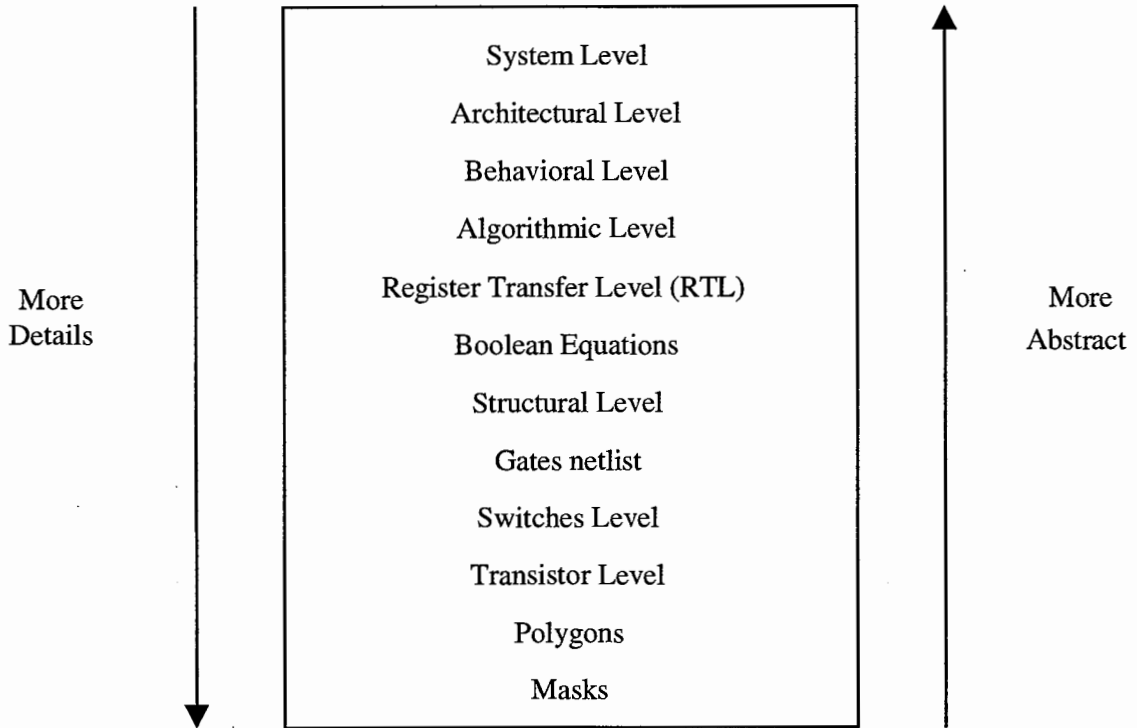 System Level
Architectural Level
Behavioral Level
Algorithmic Level
Register Transfer Level (RTL)
Boolean Equations
Structural Level
Gates netlist
Switches Level
Transistor Level
Polygons
Masks
More
Details
More
Abstract